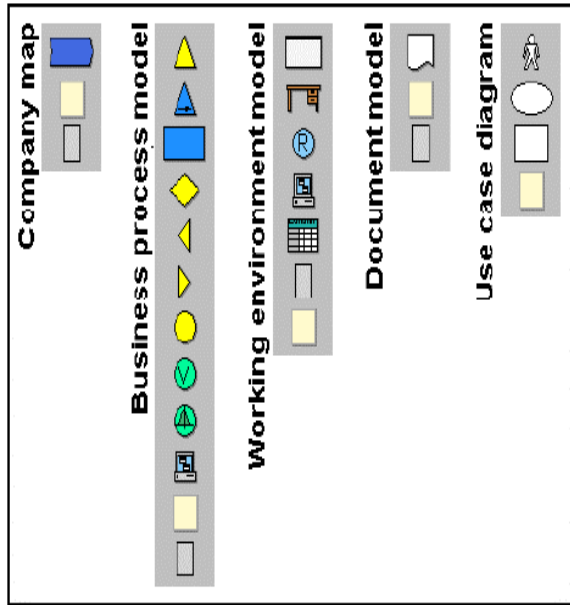 Company map
Business process model
Working environment model
R
Document model
Use case diagram